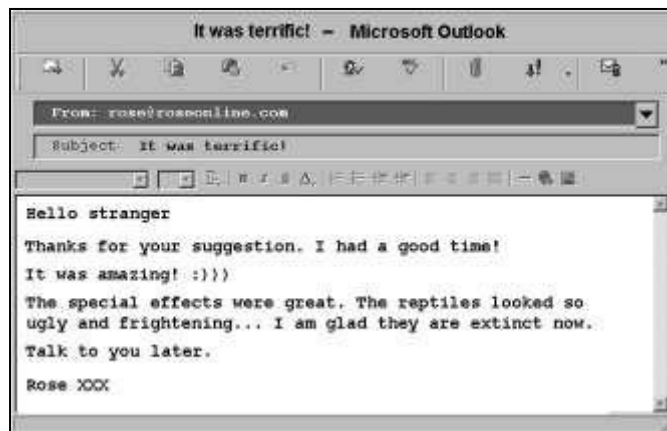 It was terrific! – Microsoft Outlook
From: rose@roseonline.com
Subject: It was terrific!
Hello stranger
Thanks for your suggestion. I had a good time!
It was amazing! :)))
The special effects were great. The reptiles looked so
ugly and frightening... I am glad they are extinct now.
Talk to you later.
Rose XXX